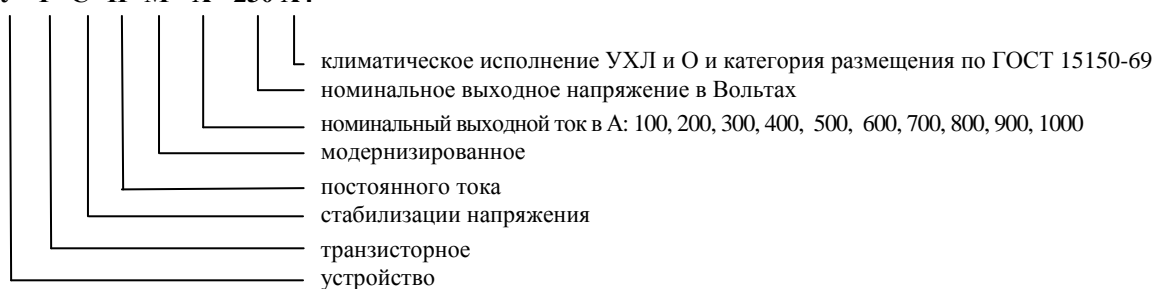 климатическое исполнение УХЛ и О и категория размещения по ГОСТ 15150-69
номинальное выходное напряжение в Вольтах
номинальный выходной ток в А: 100, 200, 300, 400, 500, 600, 700, 800, 900, 1000
модернизированное
постоянного тока
стабилизации напряжения
транзисторное
устройство